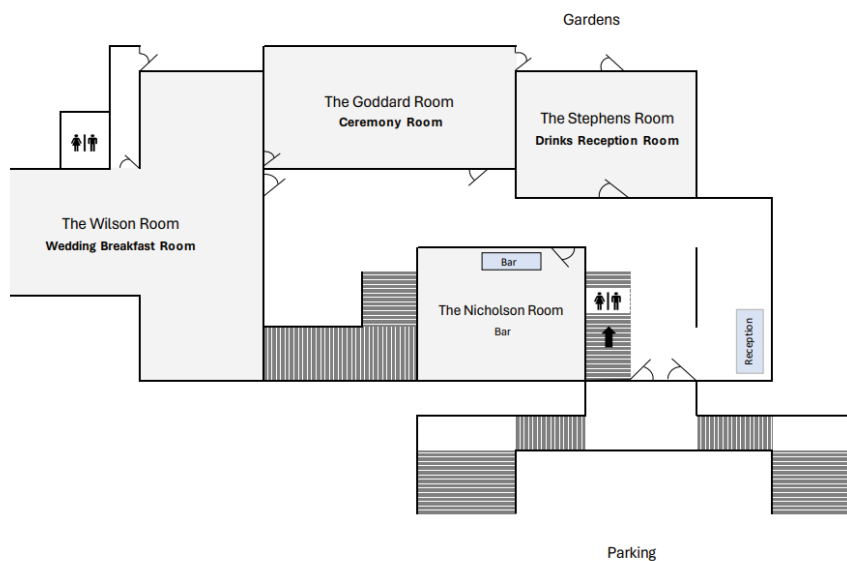 Gardens
The Goddard Room
Ceremony Room
The Stephens Room
Drinks Reception Room
The Wilson Room
Wedding Breakfast Room
Bar
The Nicholson Room
Bar
Reception
Parking